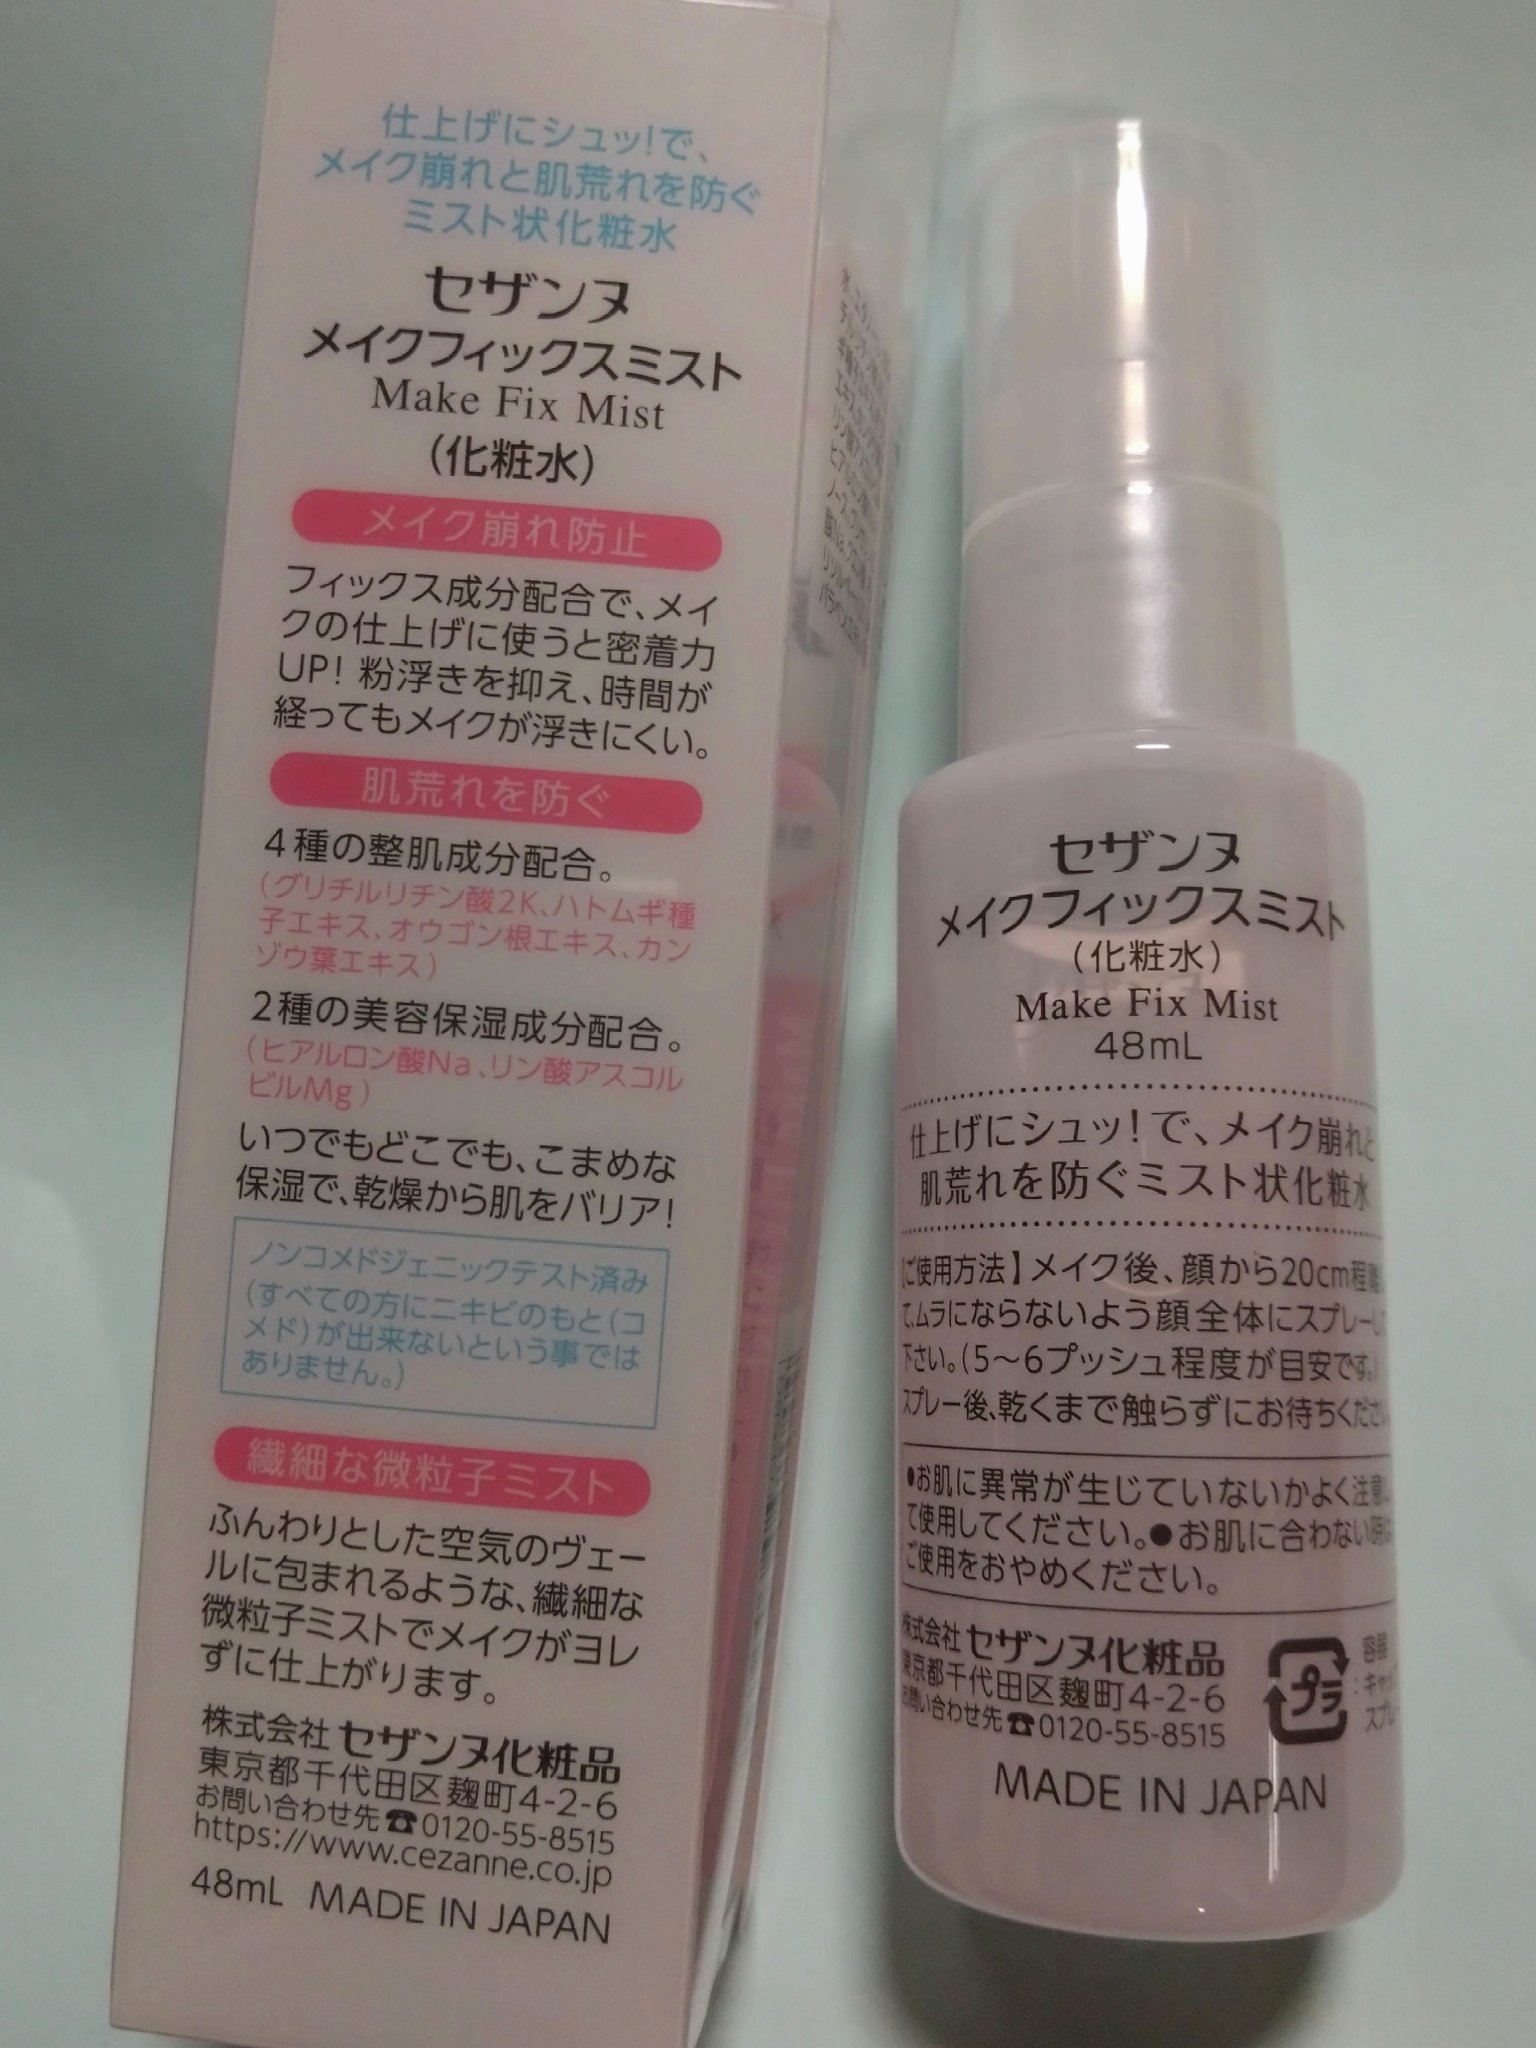 仕上げにシュッ!で、
メイク崩れと肌荒れを防ぐ
ミスト状化粧水
セザンヌ
メイクフィックスミスト
Make Fix Mist
(化粧水)
メイク崩れ防止
フィックス成分配合で、メイ
クの仕上げに使うと密着力
UP! 粉浮きを抑え、時間が
経ってもメイクが浮きにくい。
肌荒れを防ぐ
4種の整肌成分配合。
(グリチルリチン酸2K、ハトムギ種
子エキス、オウゴン根エキス、カン
ゾウ葉エキス)
2種の美容保湿成分配合。
(ヒアルロン酸Na、リン酸アスコル
ビルMg)
いつでもどこでも、こまめな
保湿で、乾燥から肌をバリア!
ノンコメドジェニックテスト済み
(すべての方にニキビのもと(コ
メド)が出来ないという事では
ありません。)
繊細な微粒子ミスト
ふんわりとした空気のヴェー
ルに包まれるような、繊細な
微粒子ミストでメイクがヨレ
ずに仕上がります。
株式会社 セザンヌ化粧品
東京都千代田区麹町4-2-6
お問い合わせ先☎0120-55-8515
https://www.cezanne.co.jp
48mL MADE IN JAPAN
セザンヌ
メイクフィックスミスト
(化粧水)
Make Fix Mist
48mL
仕上げにシュッ!で、メイク崩れと
肌荒れを防ぐミスト状化粧水
【ご使用方法】メイク後、顔から20cm程離
て、ムラにならないよう顔全体にスプレーし
下さい。(5〜6プッシュ程度が目安です。)
スプレー後、乾くまで触らずにお待ちくださ
●お肌に異常が生じていないかよく注意
て使用してください。●お肌に合わない時は
ご使用をおやめください。
株式会社 セザンヌ化粧品
東京都千代田区麹町4-2-6
お問い合わせ先☎0120-55-8515
プラ
容器
:キャッ
スプレー
MADE IN JAPAN